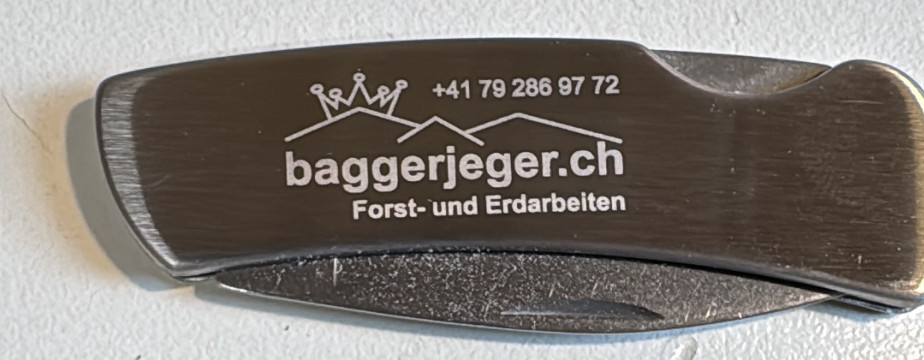 +41 79 286 97 72
baggerjeger.ch
Forst- und Erdarbeiten